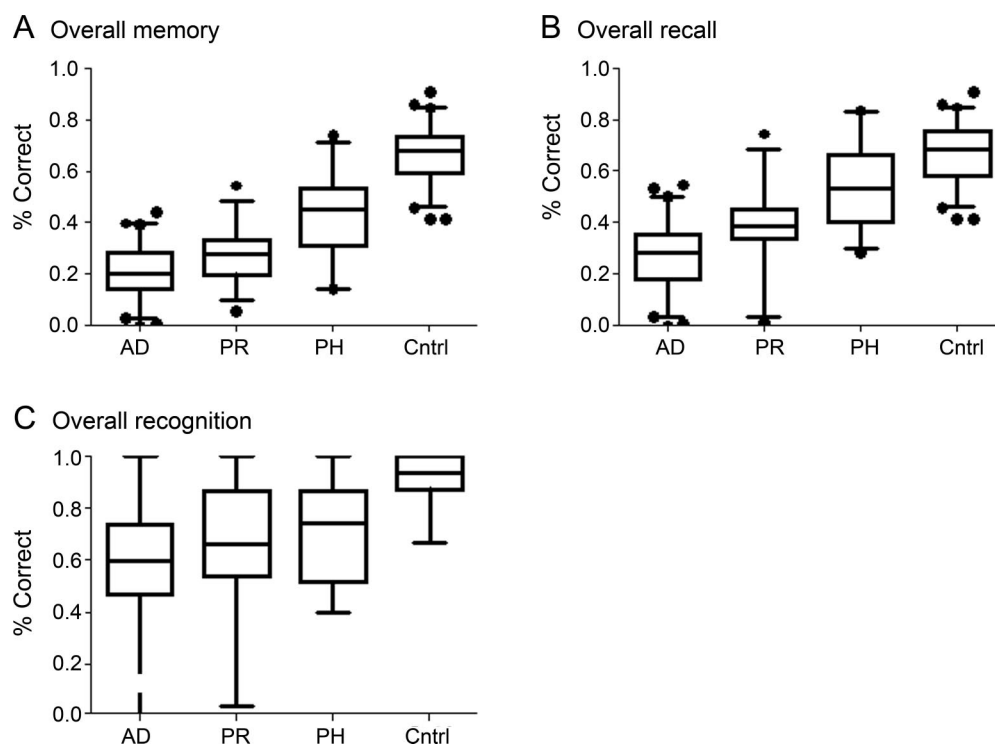 A Overall memory
% Correct
1.0
0.8
0.6
0.4
0.2
0.0
AD PR PH Cntrl
B Overall recall
% Correct
1.0
0.8
0.6
0.4
0.2
0.0
AD PR PH Cntrl
C Overall recognition
% Correct
1.0
0.8
0.6
0.4
0.2
0.0
AD PR PH Cntrl